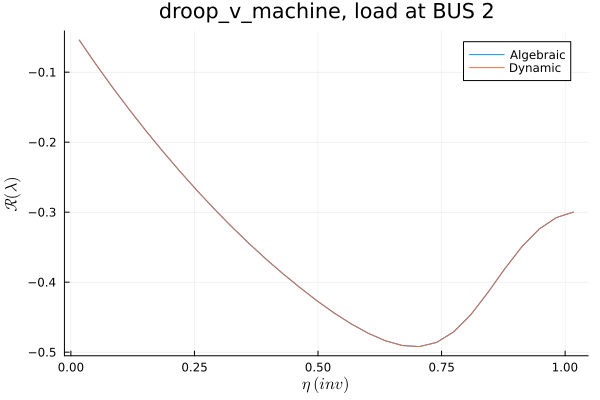 droop_v_machine, load at BUS 2
Algebraic
Dynamic
ℛ(λ)
−0.1
−0.2
−0.3
−0.4
−0.5
0.00
0.25
0.50
0.75
1.00
η (inv)